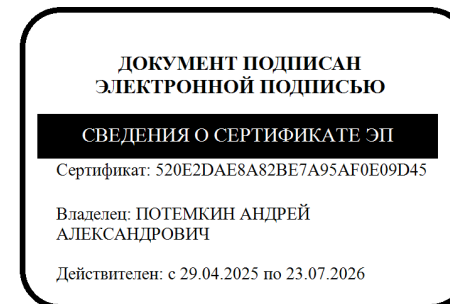 ДОКУМЕНТ ПОДПИСАН
ЭЛЕКТРОННОЙ ПОДПИСЬЮ
СВЕДЕНИЯ О СЕРТИФИКАТЕ ЭП
Сертификат: 520E2DAE8A82BE7A95AF0E09D45
Владелец: ПОТЕМКИН АНДРЕЙ
АЛЕКСАНДРОВИЧ
Действителен: с 29.04.2025 по 23.07.2026